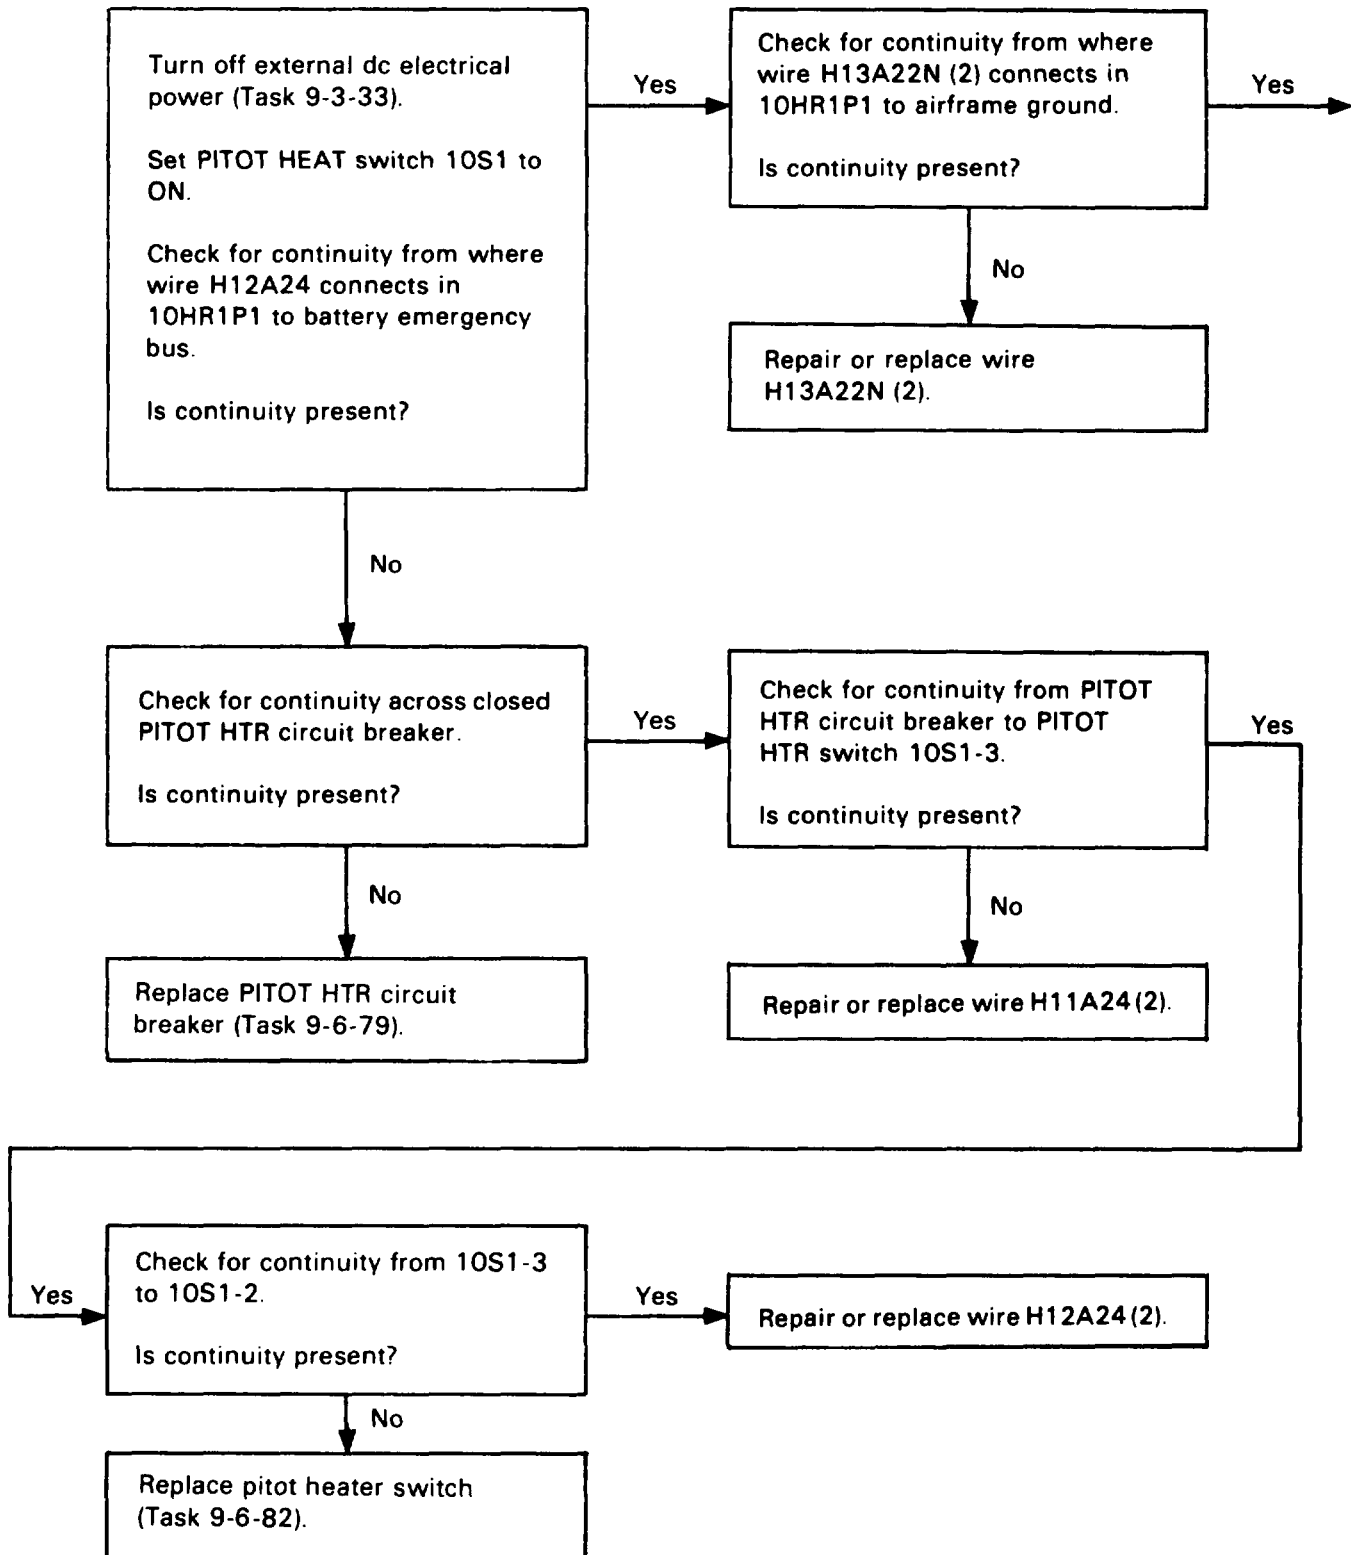 Turn off external dc electrical
power (Task 9-3-33).
Set PITOT HEAT switch 10S1 to
ON.
Check for continuity from where
wire H12A24 connects in
10HR1P1 to battery emergency
bus.
Is continuity present?
Yes
Check for continuity from where
wire H13A22N (2) connects in
10HR1P1 to airframe ground.
Is continuity present?
Yes
No
Repair or replace wire
H13A22N (2).
No
Check for continuity across closed
PITOT HTR circuit breaker.
Is continuity present?
Yes
Check for continuity from PITOT
HTR circuit breaker to PITOT
HTR switch 10S1-3.
Is continuity present?
Yes
No
Replace PITOT HTR circuit
breaker (Task 9-6-79).
No
Repair or replace wire H11A24(2).
Yes
Check for continuity from 10S1-3
to 10S1-2.
Is continuity present?
Yes
Repair or replace wire H12A24(2).
No
Replace pitot heater switch
(Task 9-6-82).